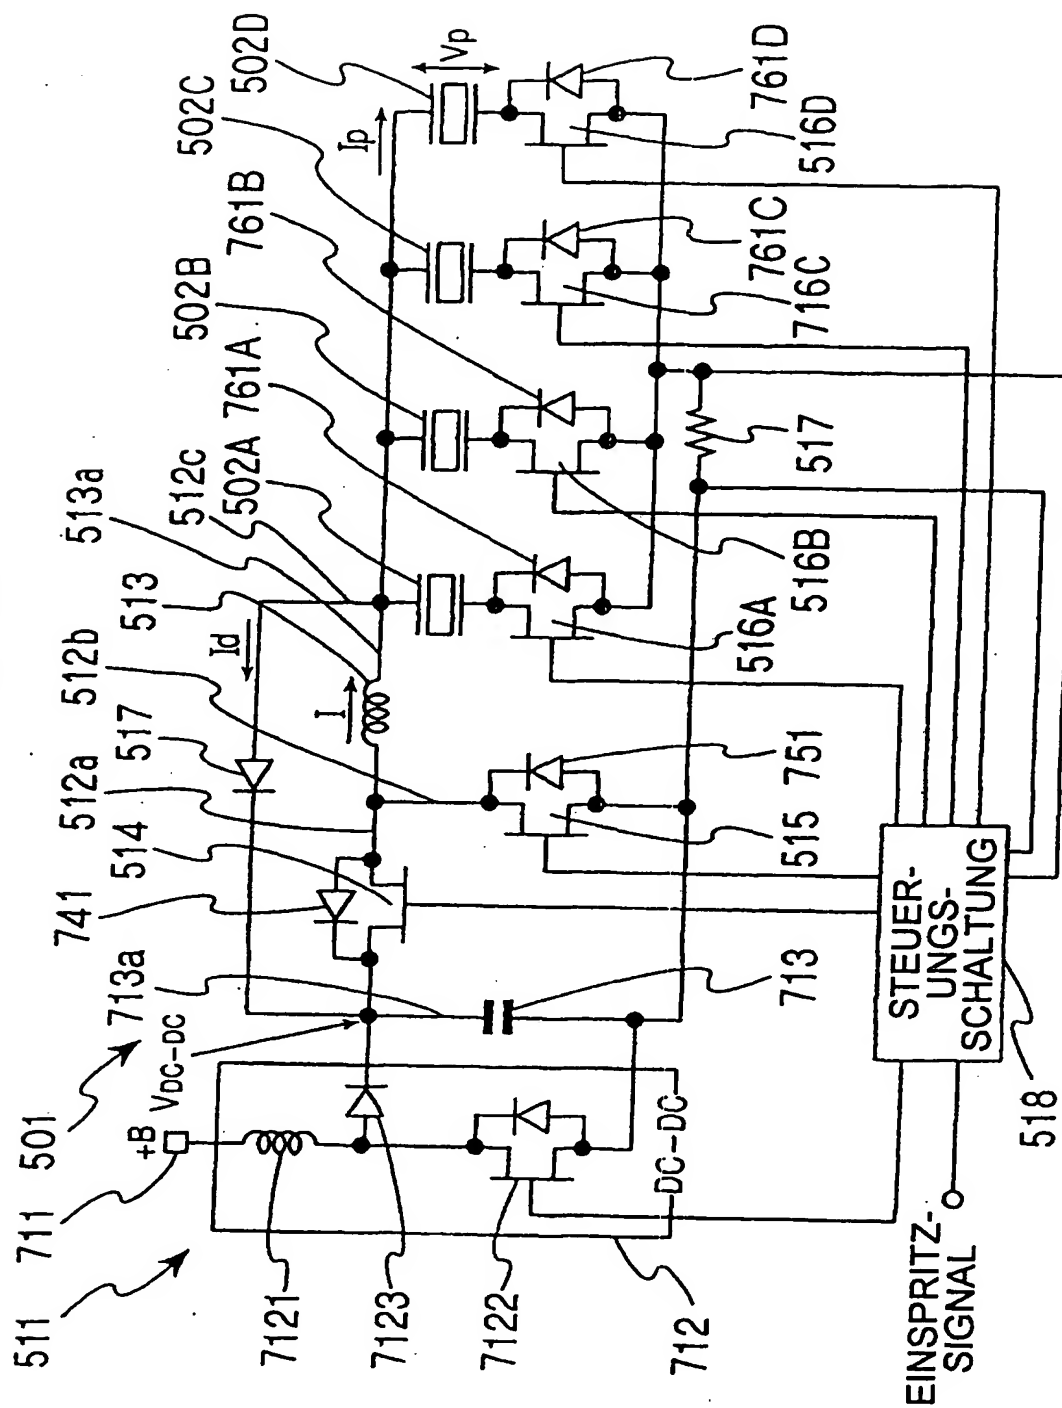 511
711
501
VDC-DC
713a
741
514
512a
517
512b
513
513a
512c
502A
761A
502B
761B
502C
502D
+B
Id
I
Ip
Vp
7121
7123
7122
712
DC-DC
713
515
751
516A
516B
517
716C
761C
516D
761D
STEUER-
UNGS-
SCHALTUNG
518
EINSPRITZ-
SIGNAL